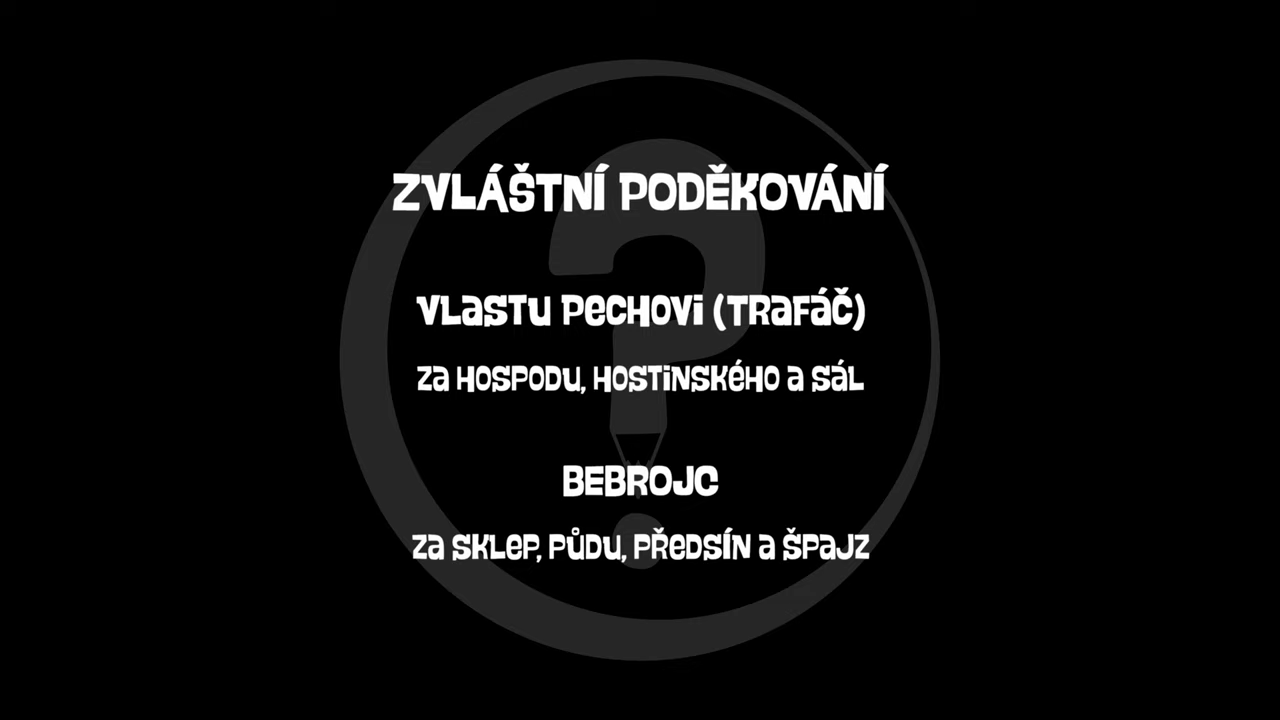 ZVLÁŠTNÍ PODĚKOVÁNÍ
VLASTU PECHOVI (TRAFÁČ)
za HOSPODU, HOSTINSKÉHO a SÁL
BEBROJC
za SKLEP, PŮDU, PŘEDSÍN a ŠPAJZ